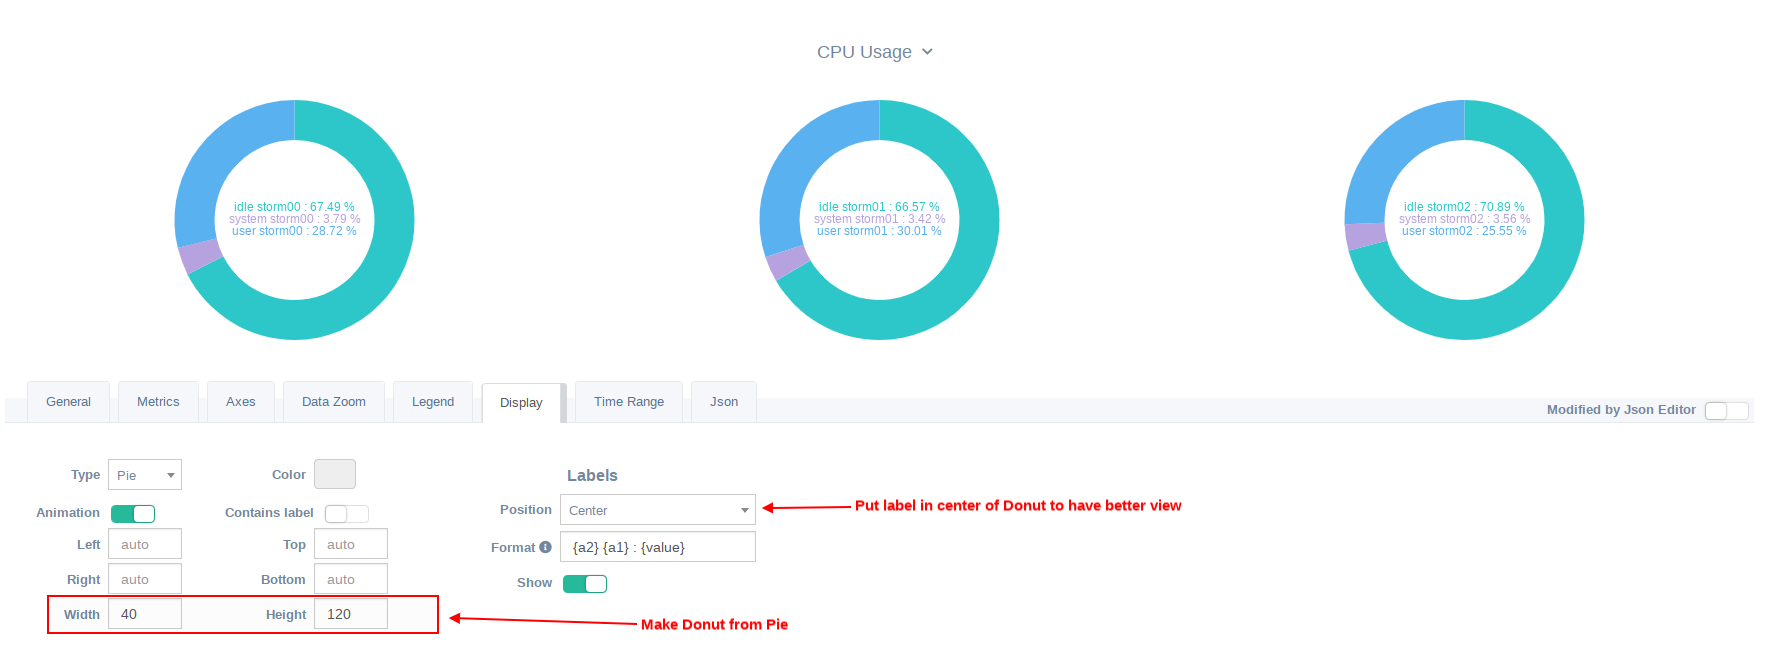 CPU Usage
idle storm00 : 67.49 %
system storm00 : 3.79 %
user storm00 : 28.72 %
idle storm01 : 66.57 %
system storm01 : 3.42 %
user storm01 : 30.01 %
idle storm02 : 70.89 %
system storm02 : 3.56 %
user storm02 : 25.55 %
General Metrics Axes Data Zoom Legend Display Time Range Json
Modified by Json Editor
Type Pie Color
Labels
Animation Contains label
Position Center
Put label in center of Donut to have better view
Left auto Top auto
Format {a2} {a1} : {value}
Right auto Bottom auto
Show
Width 40 Height 120
Make Donut from Pie